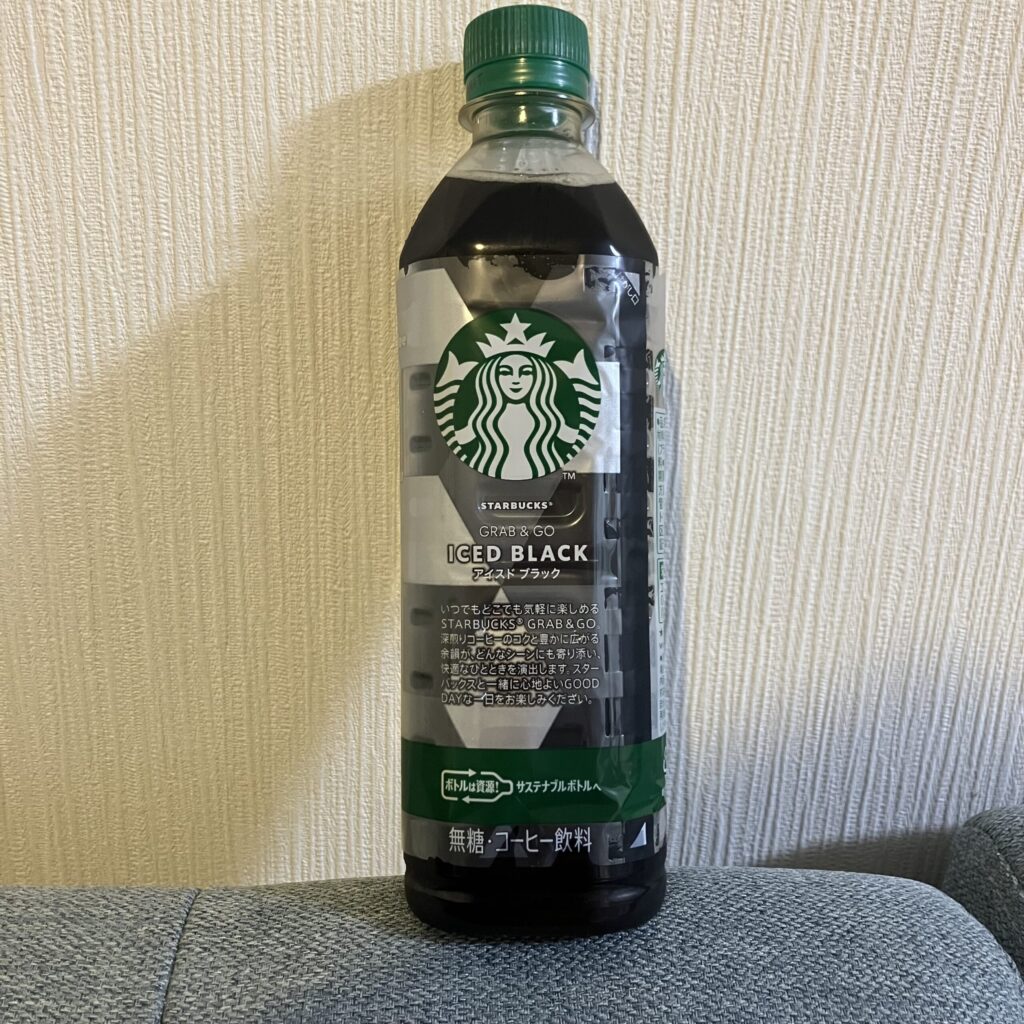 TM
STARBUCKS®
GRAB & GO
ICED BLACK
アイスド ブラック
いつでもどこでも気軽に楽しめる
STARBUCKS® GRAB & GO.
深煎りコーヒーのコクと豊かに広がる
余韻が、どんなシーンにも寄り添い、
快適なひとときを演出します。スター
バックスと一緒に心地よいGOOD
DAYな一日をお楽しみください。
ボトルは資源! サステナブルボトルへ
無糖・コーヒー飲料